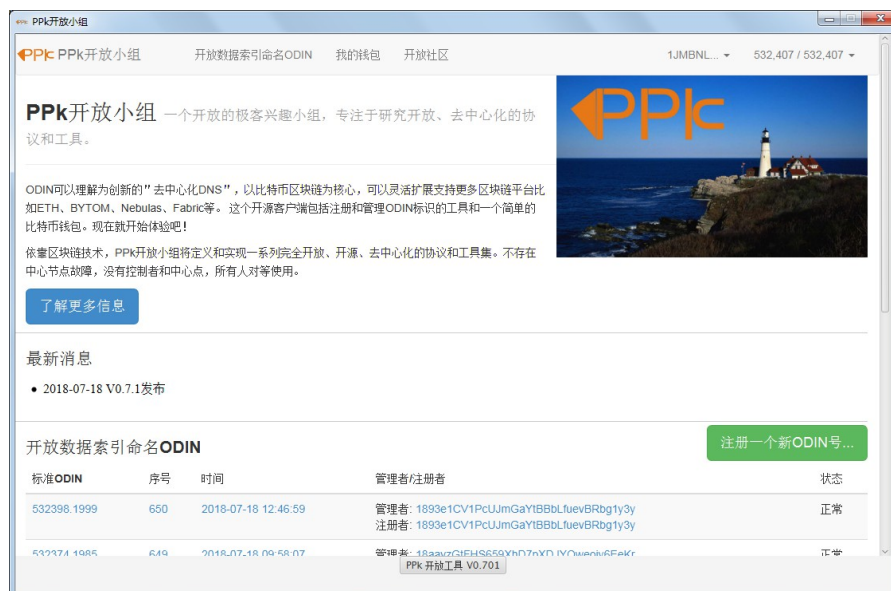 PPk开放小组
PPk PPk开放小组 开放数据索引命名ODIN 我的钱包 开放社区 1JMBNL... 532,407 / 532,407
PPk
PPk开放小组 一个开放的极客兴趣小组，专注于研究开放、去中心化的协
议和工具。
ODIN可以理解为创新的"去中心化DNS"，以比特币区块链为核心，可以灵活扩展支持更多区块链平台比
如ETH、BYTOM、Nebulas、Fabric等。 这个开源客户端包括注册和管理ODIN标识的工具和一个简单的
比特币钱包。现在就开始体验吧！
依靠区块链技术，PPk开放小组将定义和实现一系列完全开放、开源、去中心化的协议和工具集。不存在
中心节点故障，没有控制者和中心点，所有人对等使用。
了解更多信息
最新消息
2018-07-18 V0.7.1发布
开放数据索引命名ODIN 注册一个新ODIN号...
标准ODIN 序号 时间 管理者/注册者 状态
532398.1999 650 2018-07-18 12:46:59 管理者: 1893e1CV1PcUJmGaYtBBbLfuevBRbg1y3y 正常
注册者: 1893e1CV1PcUJmGaYtBBbLfuevBRbg1y3y
532374.1985 649 2018-07-18 09:58:07 管理者: 正常
PPk 开放工具 V0.701